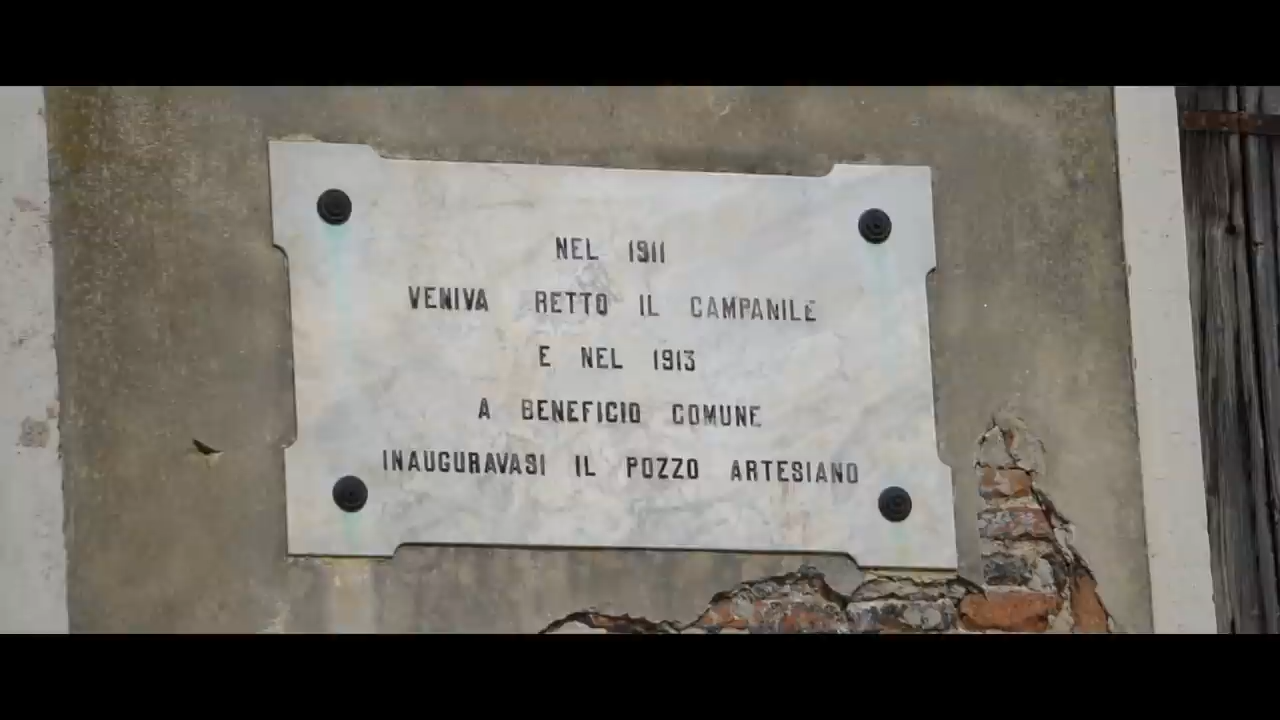 NEL 1911
VENIVA RETTO IL CAMPANILE
E NEL 1913
A BENEFICIO COMUNE
INAUGURAVASI IL POZZO ARTESIANO